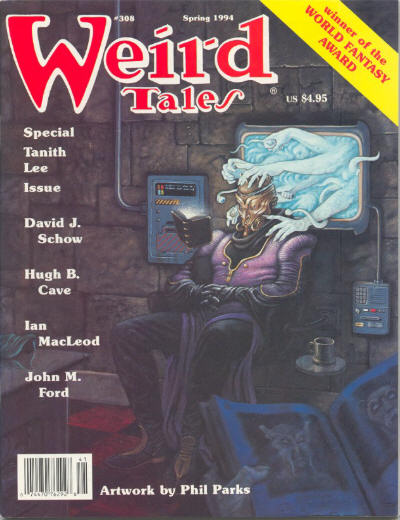 #308
Spring 1994
Weird
Tales
®
winner of the
WORLD FANTASY
AWARD
US $4.95
Special
Tanith
Lee
Issue
David J.
Schow
Hugh B.
Cave
Ian
MacLeod
John M.
Ford
41
Artwork by Phil Parks